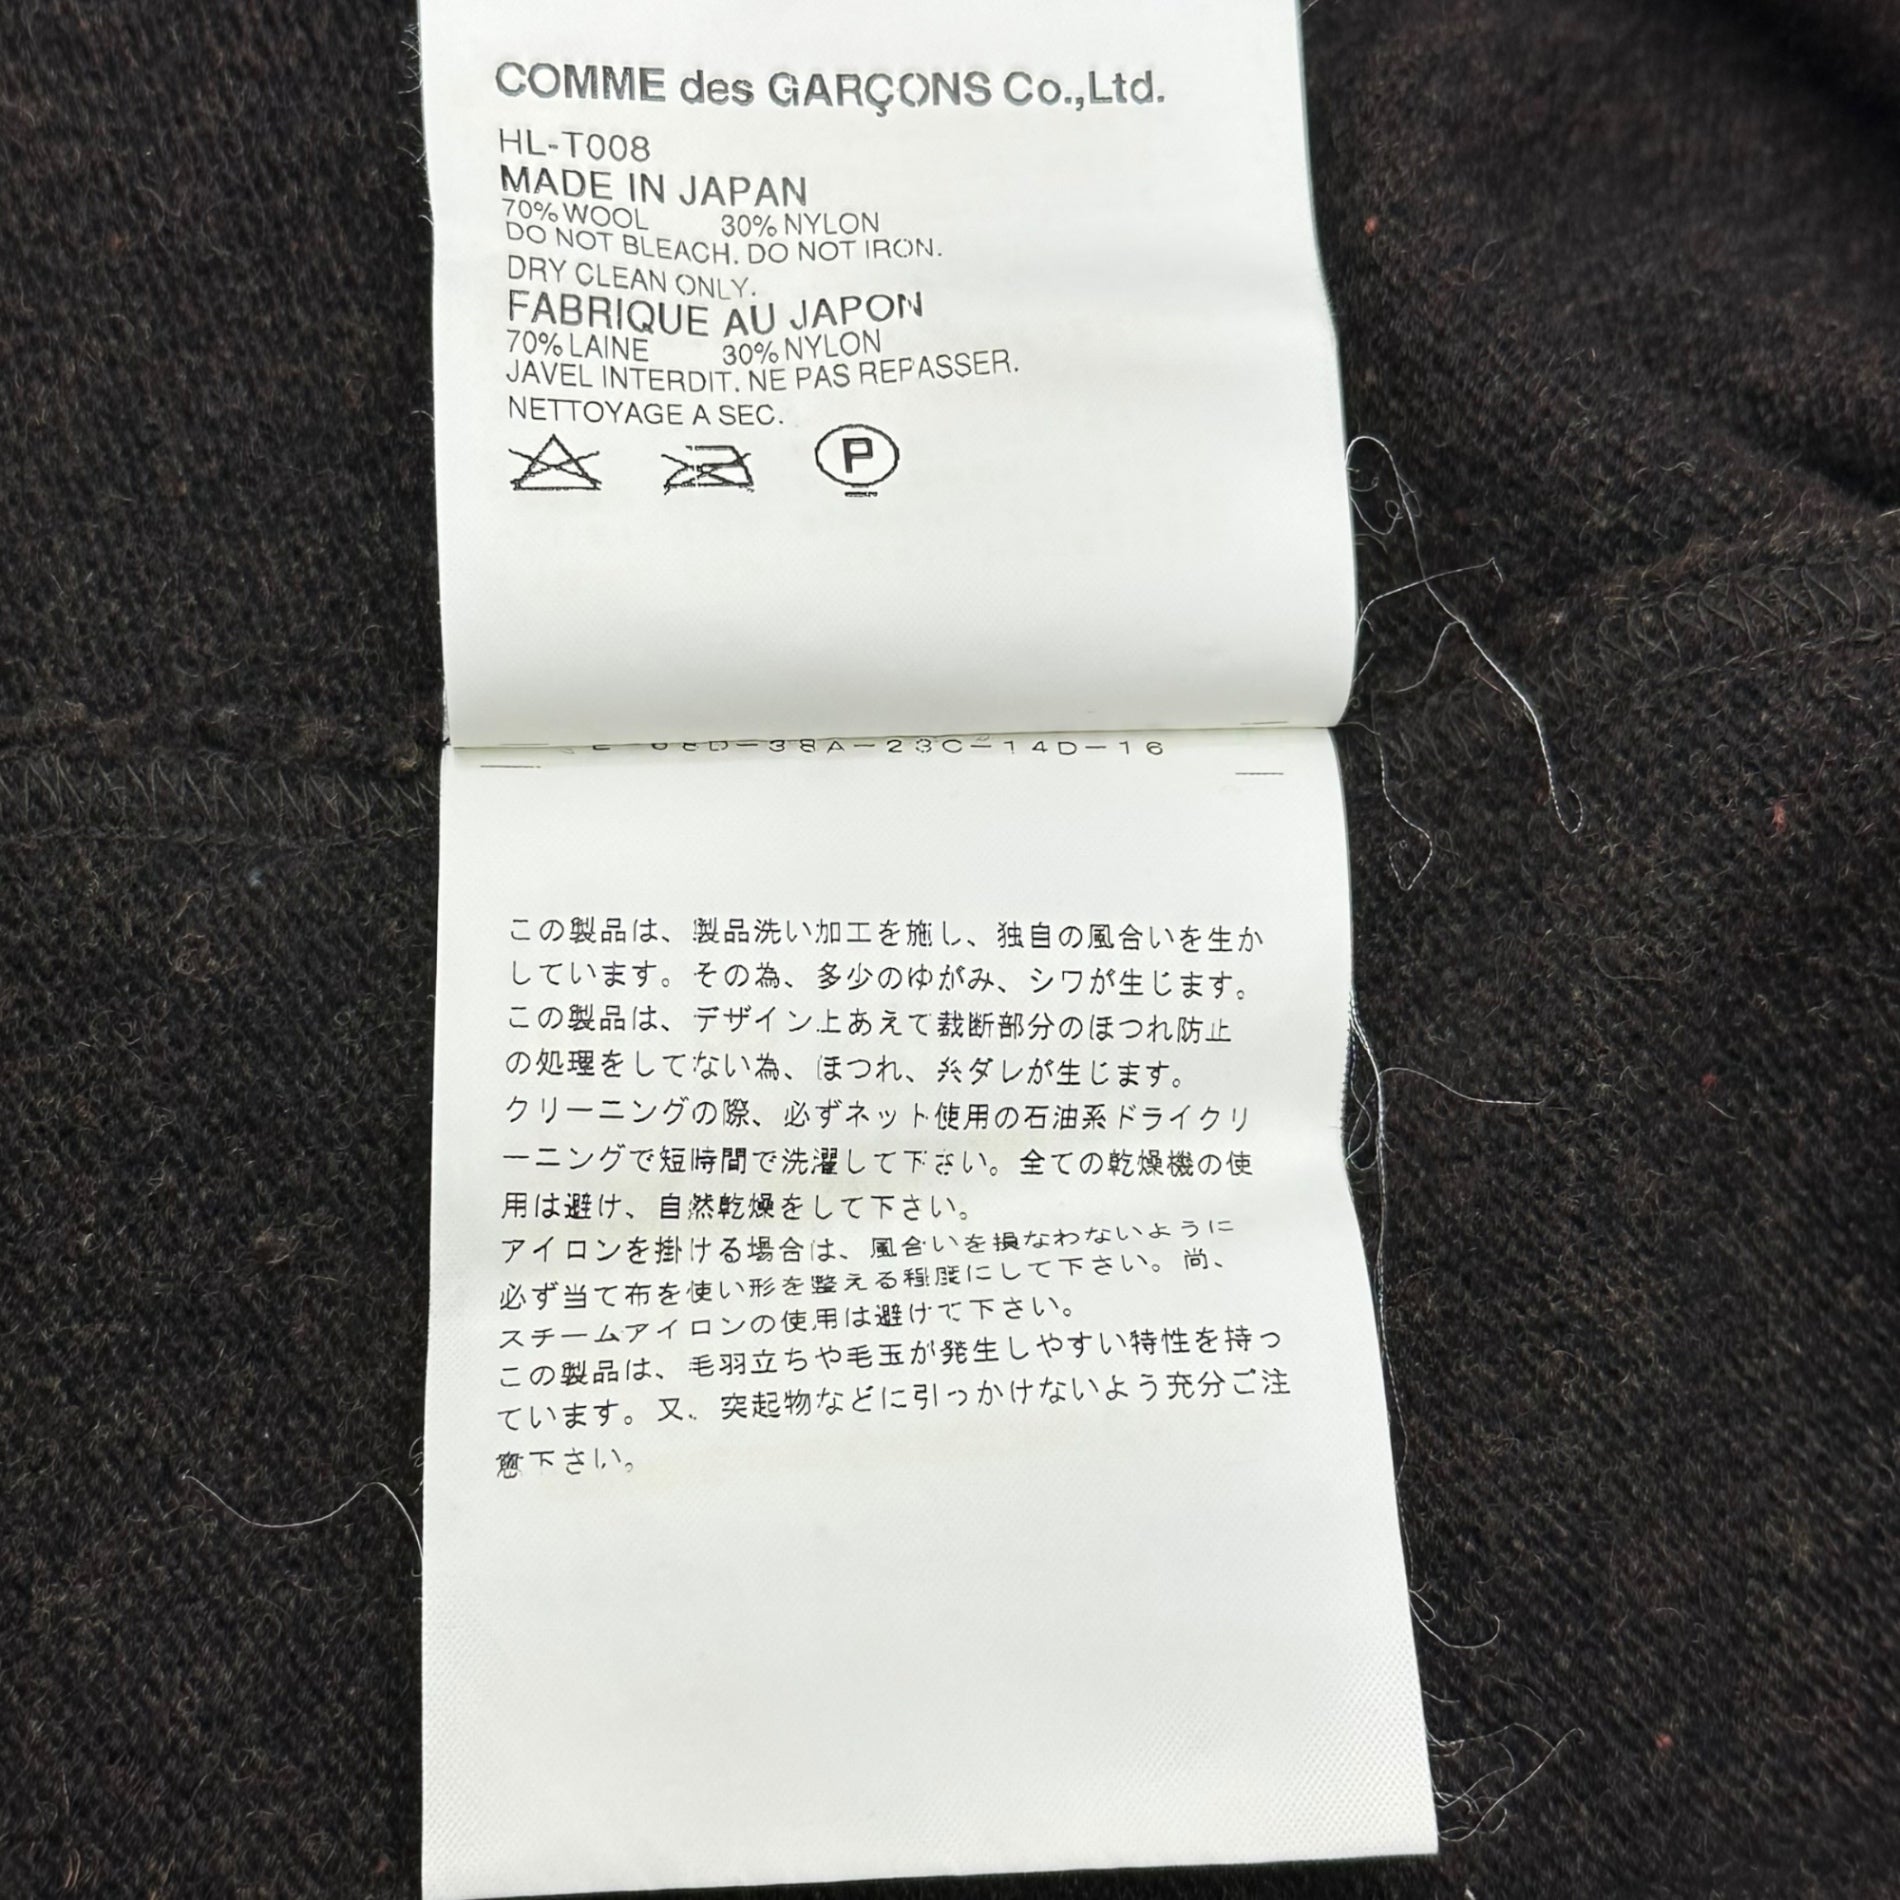 COMME des GARÇONS Co.,Ltd.
HL-T008
MADE IN JAPAN
70% WOOL 30% NYLON
DO NOT BLEACH. DO NOT IRON.
DRY CLEAN ONLY.
FABRIQUE AU JAPON
70% LAINE 30% NYLON
JAVEL INTERDIT. NE PAS REPASSER.
NETTOYAGE A SEC.
P
38A-23C-14D-16
この製品は、製品洗い加工を施し、独自の風合いを生か
しています。その為、多少のゆがみ、シワが生じます。
この製品は、デザイン上あえて裁断部分のほつれ防止
の処理をしてない為、ほつれ、糸ダレが生じます。
クリーニングの際、必ずネット使用の石油系ドライクリ
ーニングで短時間で洗濯して下さい。全ての乾燥機の使
用は避け、自然乾燥をして下さい。
アイロンを掛ける場合は、風合いを損なわないように
必ず当て布を使い形を整える程度にして下さい。尚、
スチームアイロンの使用は避けて下さい。
この製品は、毛羽立ちや毛玉が発生しやすい特性を持っ
ています。又、突起物などに引っかけないよう充分ご注
意下さい。